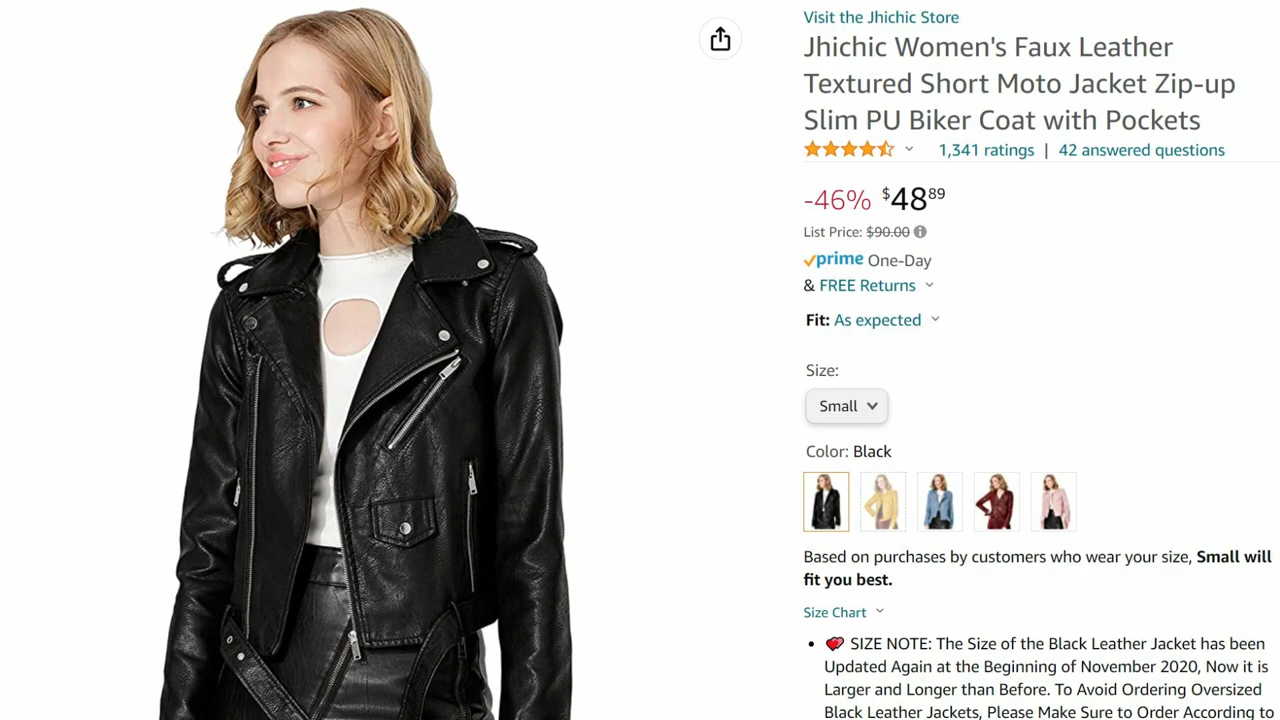 Visit the Jhichic Store
Jhichic Women's Faux Leather
Textured Short Moto Jacket Zip-up
Slim PU Biker Coat with Pockets
1,341 ratings | 42 answered questions
-46% $48 89
List Price: $90.00
prime One-Day
& FREE Returns
Fit: As expected
Size:
Small
Color: Black
Based on purchases by customers who wear your size, Small will
fit you best.
Size Chart
• SIZE NOTE: The Size of the Black Leather Jacket has been
Updated Again at the Beginning of November 2020, Now it is
Larger and Longer than Before. To Avoid Ordering Oversized
Black Leather Jackets, Please Make Sure to Order According to